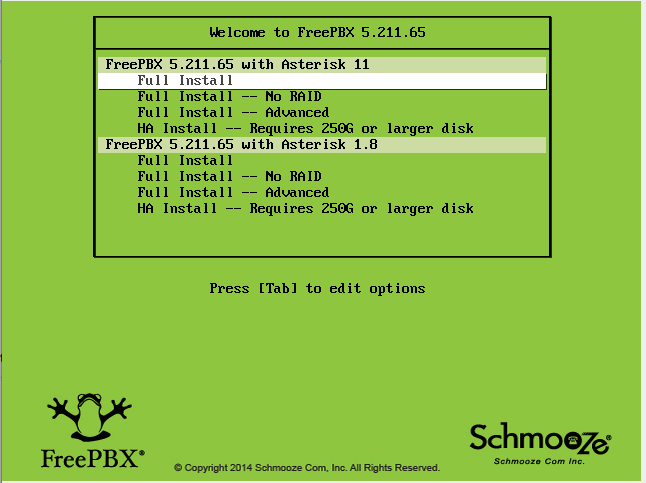 Welcome to FreePBX 5.211.65
FreePBX 5.211.65 with Asterisk 11
Full Install
Full Install -- No RAID
Full Install -- Advanced
HA Install -- Requires 250G or larger disk
FreePBX 5.211.65 with Asterisk 1.8
Full Install
Full Install -- No RAID
Full Install -- Advanced
HA Install -- Requires 250G or larger disk
Press [Tab] to edit options
FreePBX®
© Copyright 2014 Schmooze Com, Inc. All Rights Reserved.
Schmooze®
Schmooze Com Inc.